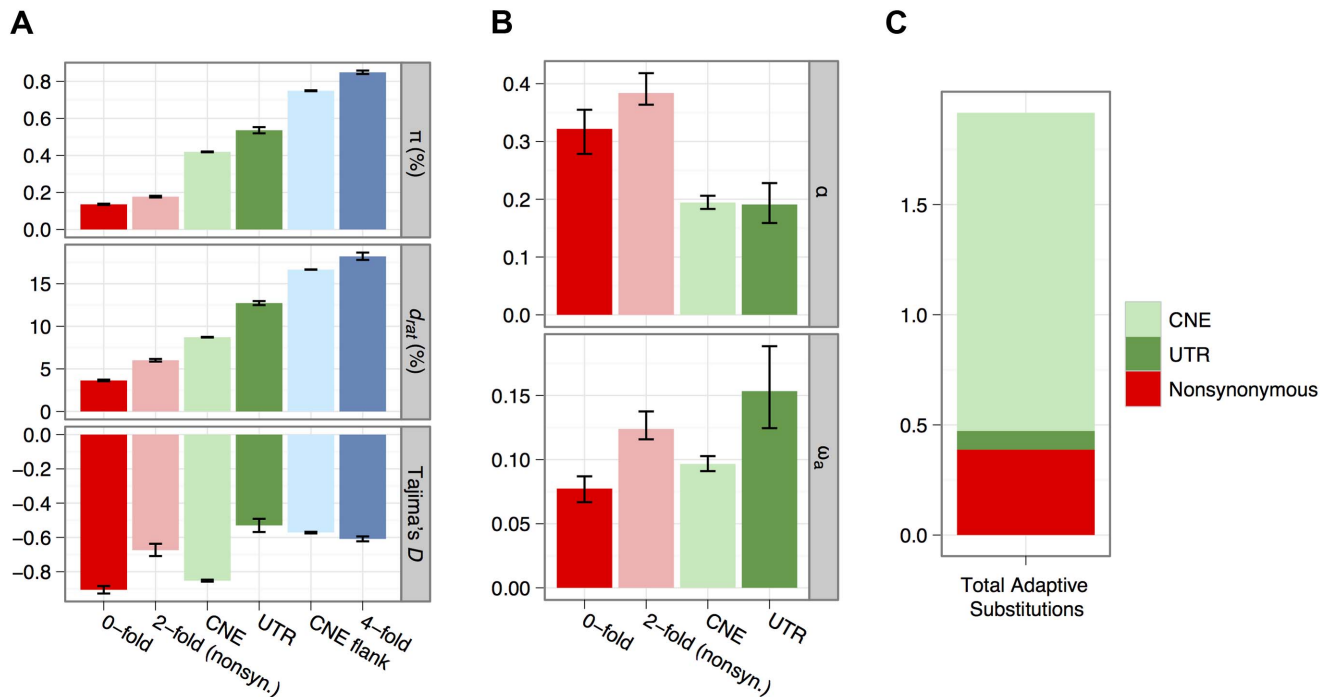 A
B
C
0.8
0.6
0.4
0.2
0.0
π (%)
15
10
5
0
d_rat (%)
0.0
−0.2
−0.4
−0.6
−0.8
Tajima's D
0−fold
2−fold (nonsyn.)
CNE
UTR
CNE flank
4−fold
0.4
0.3
0.2
0.1
0.0
α
0.15
0.10
0.05
0.00
ω_a
0−fold
2−fold (nonsyn.)
CNE
UTR
1.5
1.0
0.5
0.0
Total Adaptive
Substitutions
CNE
UTR
Nonsynonymous